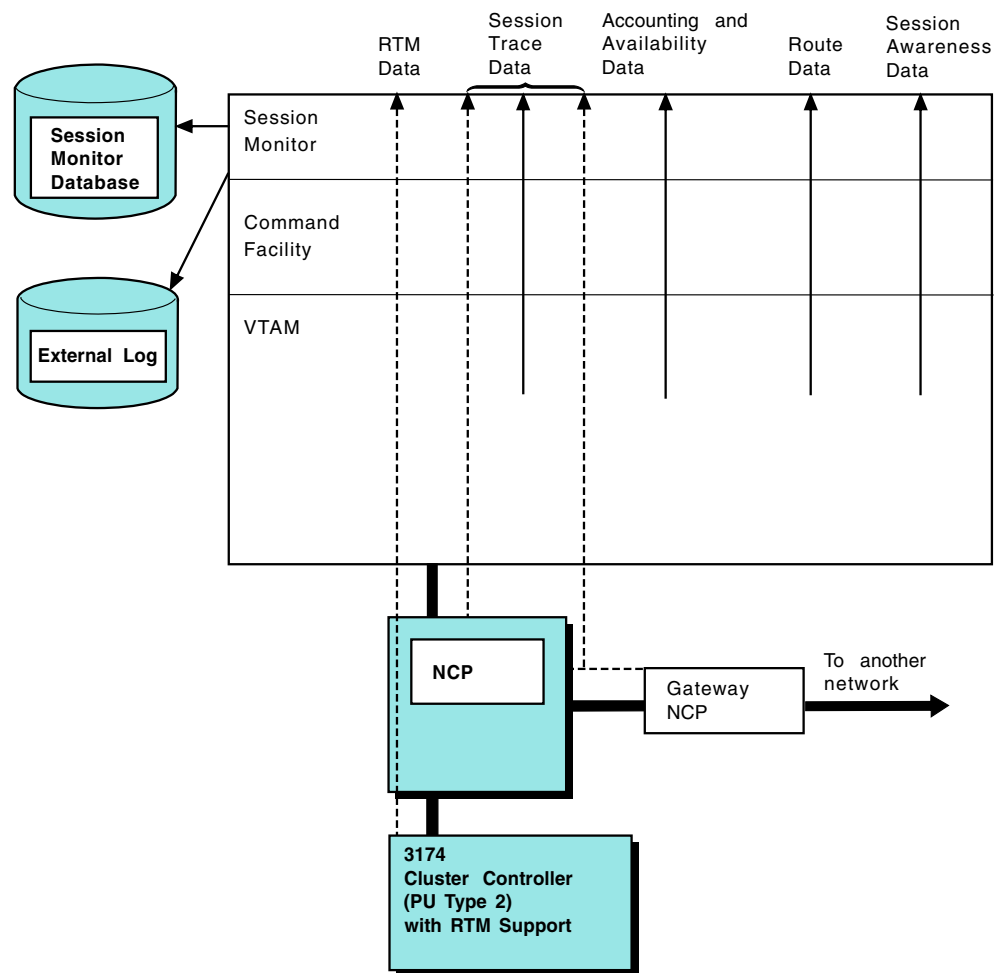 RTM
Data
Session
Trace
Data
Accounting and
Availability
Data
Route
Data
Session
Awareness
Data
Session
Monitor
Database
Session
Monitor
Command
Facility
External Log
VTAM
NCP
Gateway
NCP
To another
network
3174
Cluster Controller
(PU Type 2)
with RTM Support